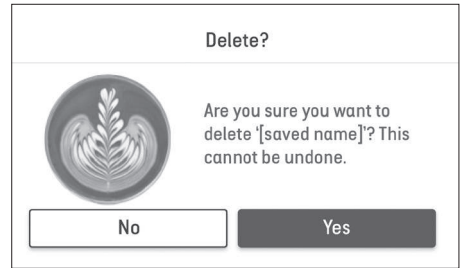 Delete?
Are you sure you want to
delete ‘[saved name]’? This
cannot be undone.
No
Yes